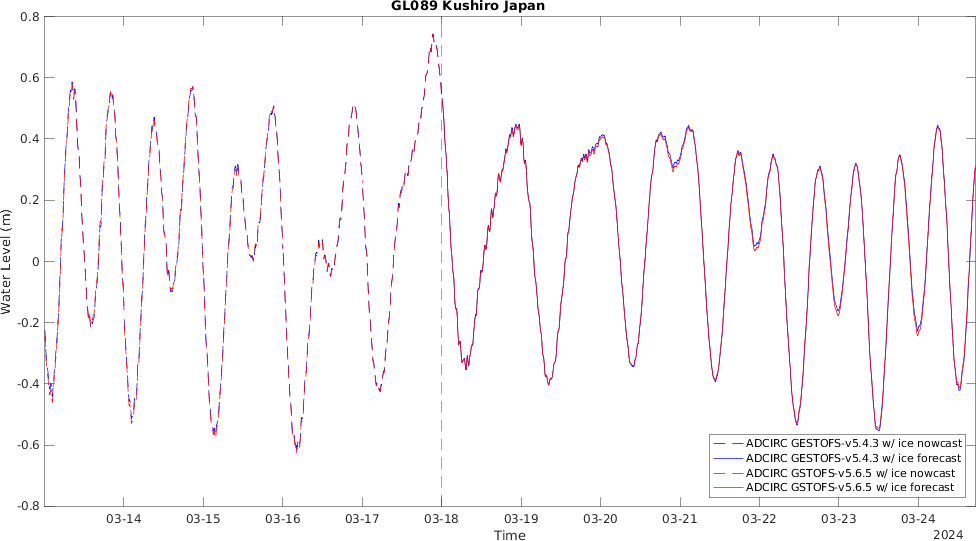 GL089 Kushiro Japan
0.8
0.6
0.4
0.2
0
-0.2
-0.4
-0.6
-0.8
Water Level (m)
03-14 03-15 03-16 03-17 03-18 03-19 03-20 03-21 03-22 03-23 03-24
Time
2024
ADCIRC GESTOFS-v5.4.3 w/ ice nowcast
ADCIRC GESTOFS-v5.4.3 w/ ice forecast
ADCIRC GSTOFS-v5.6.5 w/ ice nowcast
ADCIRC GSTOFS-v5.6.5 w/ ice forecast